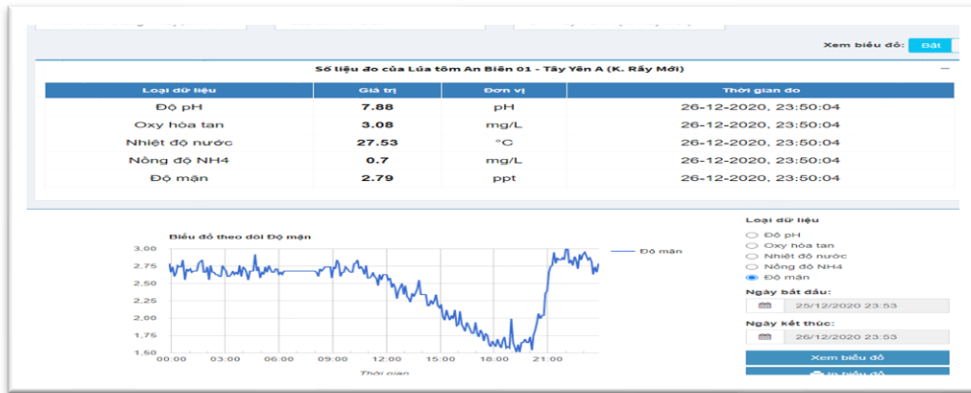 Xem biểu đồ: Bật
Số liệu đo của Lúa tôm An Biên 01 - Tây Yên A (K. Rẫy Mới)
Loại dữ liệu Giá trị Đơn vị Thời gian đo
Độ pH 7.88 pH 26-12-2020, 23:50:04
Oxy hòa tan 3.08 mg/L 26-12-2020, 23:50:04
Nhiệt độ nước 27.53 °C 26-12-2020, 23:50:04
Nồng độ NH4 0.7 mg/L 26-12-2020, 23:50:04
Độ mặn 2.79 ppt 26-12-2020, 23:50:04
Biểu đồ theo dõi Độ mặn
3,00
2,75
2,50
2,25
2,00
1,75
1,50
00:00 03:00 06:00 09:00 12:00 15:00 18:00 21:00
Thời gian
Độ mặn
Loại dữ liệu
Độ pH
Oxy hòa tan
Nhiệt độ nước
Nồng độ NH4
Độ mặn
Ngày bắt đầu:
25/12/2020 23:53
Ngày kết thúc:
26/12/2020 23:53
Xem biểu đồ
In biểu đồ